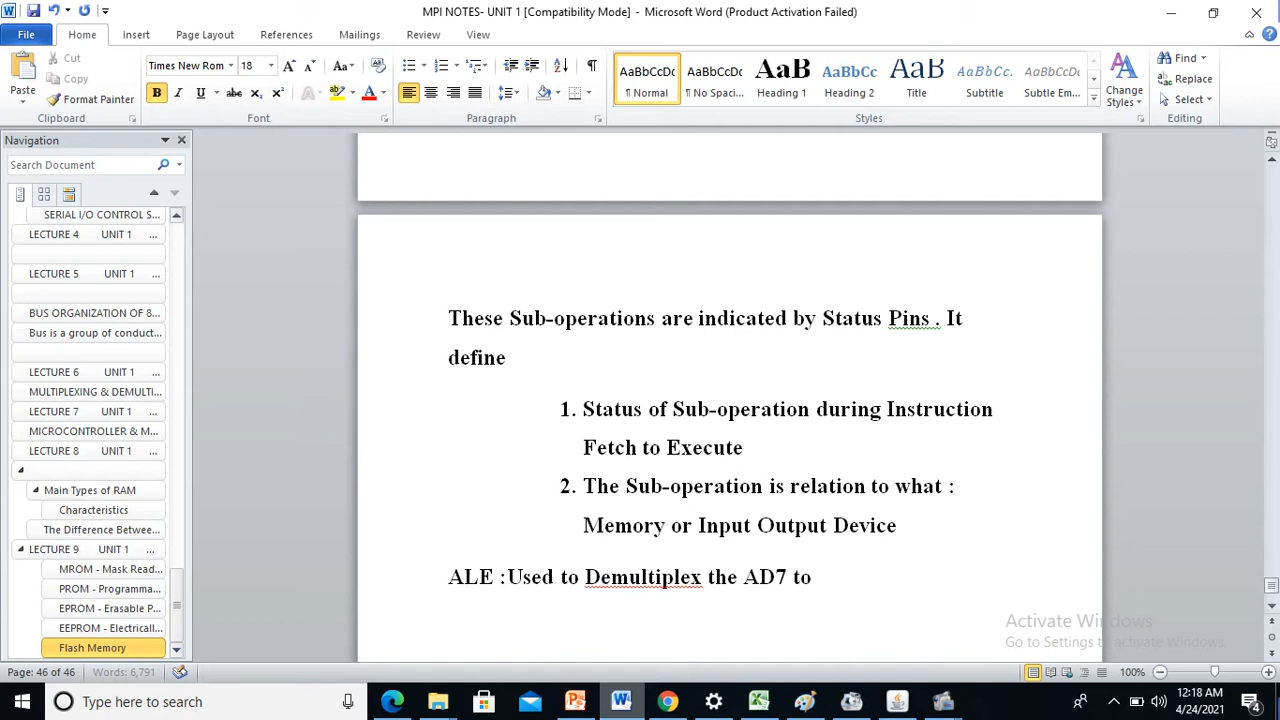 MPI NOTES- UNIT 1 [Compatibility Mode] - Microsoft Word (Product Activation Failed)
File Home Insert Page Layout References Mailings Review View
Paste
Cut
Copy
Format Painter
Clipboard
Times New Rom 18
Font
Paragraph
AaBbCcDc AaBbCcDc AaB AaBbCc AaB AaBbCc AaBbCcDc
¶ Normal ¶ No Spaci... Heading 1 Heading 2 Title Subtitle Subtle Em...
Change Styles
Styles
Find
Replace
Select
Editing
Navigation
Search Document
SERIAL I/O CONTROL S...
LECTURE 4 UNIT 1 ...
LECTURE 5 UNIT 1 ...
BUS ORGANIZATION OF 8...
Bus is a group of conduct...
LECTURE 6 UNIT 1 ...
MULTIPLEXING & DEMULTI...
LECTURE 7 UNIT 1 ...
MICROCONTROLLER & M...
LECTURE 8 UNIT 1 ...
Main Types of RAM
Characteristics
The Difference Betwee...
LECTURE 9 UNIT 1 ...
MROM - Mask Read...
PROM - Programma...
EPROM - Erasable P...
EEPROM - Electricall...
Flash Memory
These Sub-operations are indicated by Status Pins . It
define
1. Status of Sub-operation during Instruction
Fetch to Execute
2. The Sub-operation is relation to what :
Memory or Input Output Device
ALE :Used to Demultiplex the AD7 to
Activate Windows
Go to Settings to activate Windows.
Page: 46 of 46 Words: 6,791 100%
Type here to search
12:18 AM
4/24/2021
4